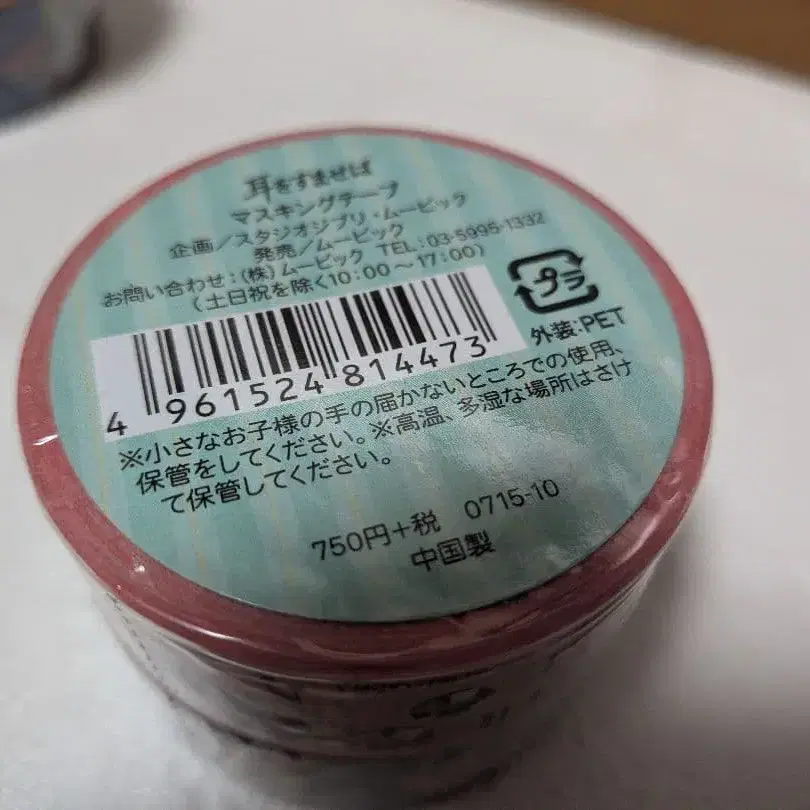 耳をすませば
マスキングテープ
企画/スタジオジブリ・ムービック
発売/ムービック TEL:03-5995-1332
お問い合わせ:(株)ムービック
(土日祝を除く10:00〜17:00)
プラ
外装:PET
4 961524 814473
※小さなお子様の手の届かないところでの使用、
保管をしてください。※高温、多湿な場所はさけ
て保管してください。
750円+税 0715-10
中国製